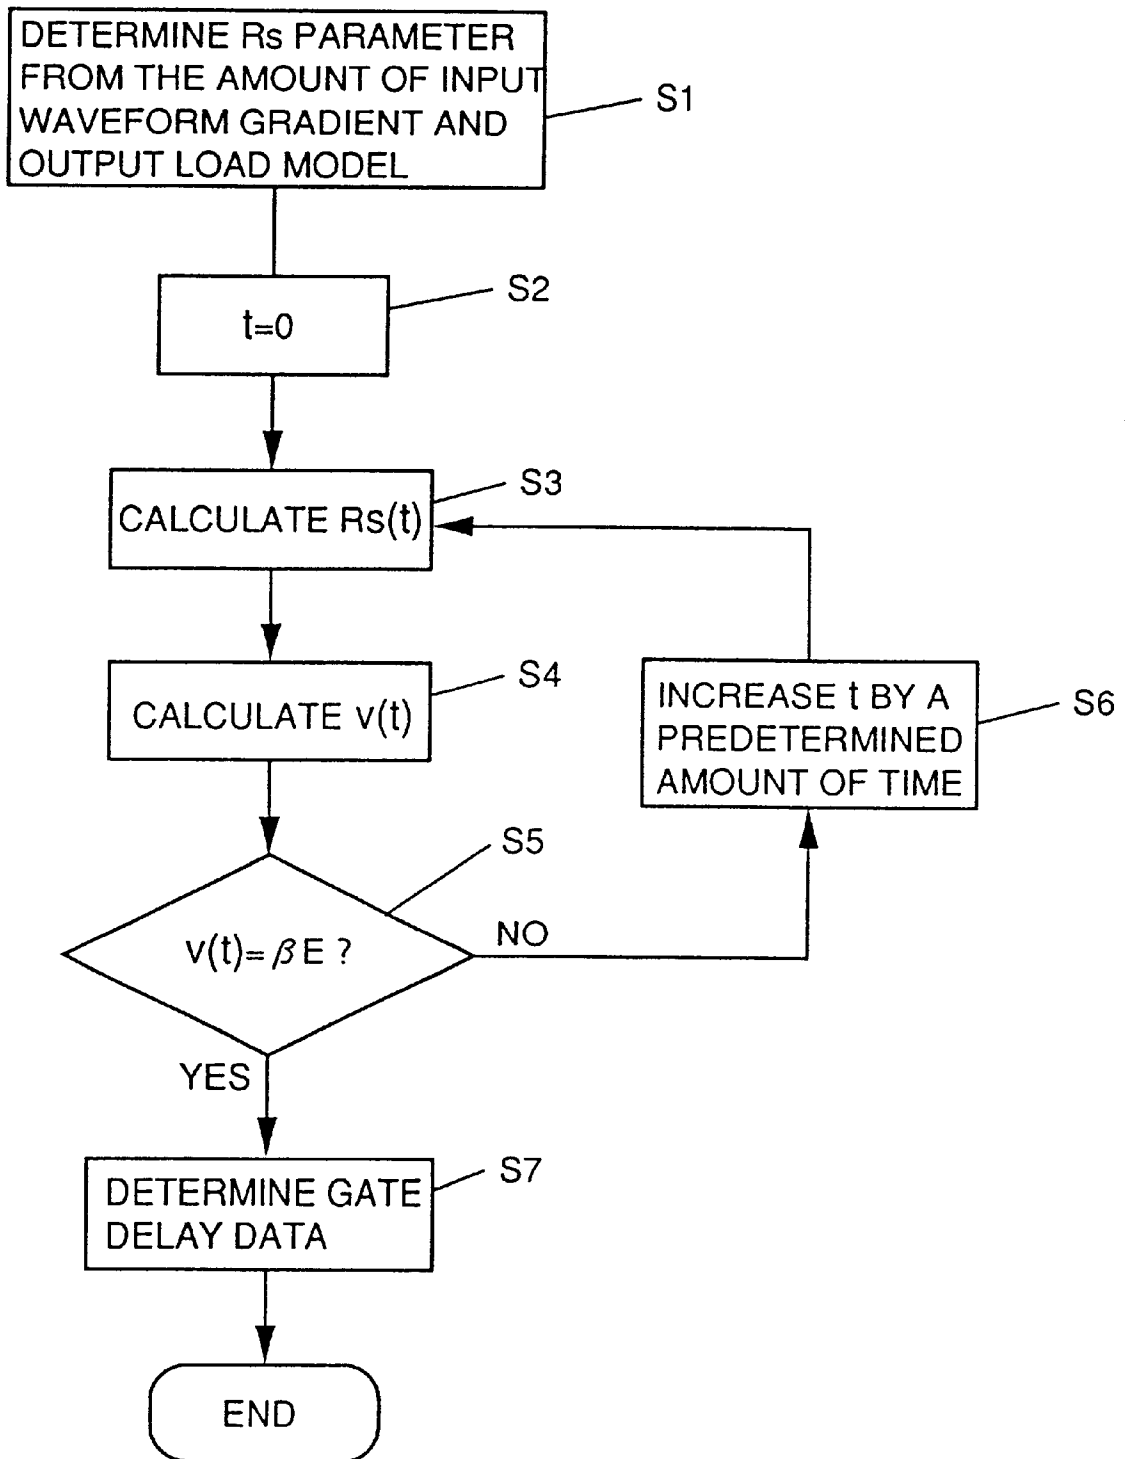 DETERMINE Rs PARAMETER
FROM THE AMOUNT OF INPUT
WAVEFORM GRADIENT AND
OUTPUT LOAD MODEL
S1
S2
t=0
S3
CALCULATE Rs(t)
S4
CALCULATE v(t)
INCREASE t BY A
PREDETERMINED
AMOUNT OF TIME
S6
S5
v(t)=βE ?
NO
YES
S7
DETERMINE GATE
DELAY DATA
END